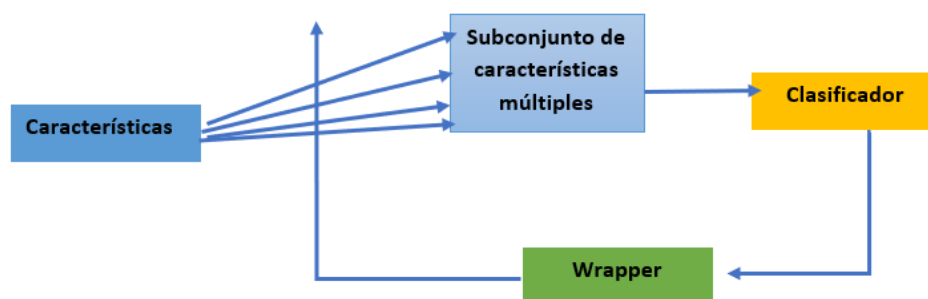 Subconjunto de
características
múltiples
Clasificador
Características
Wrapper